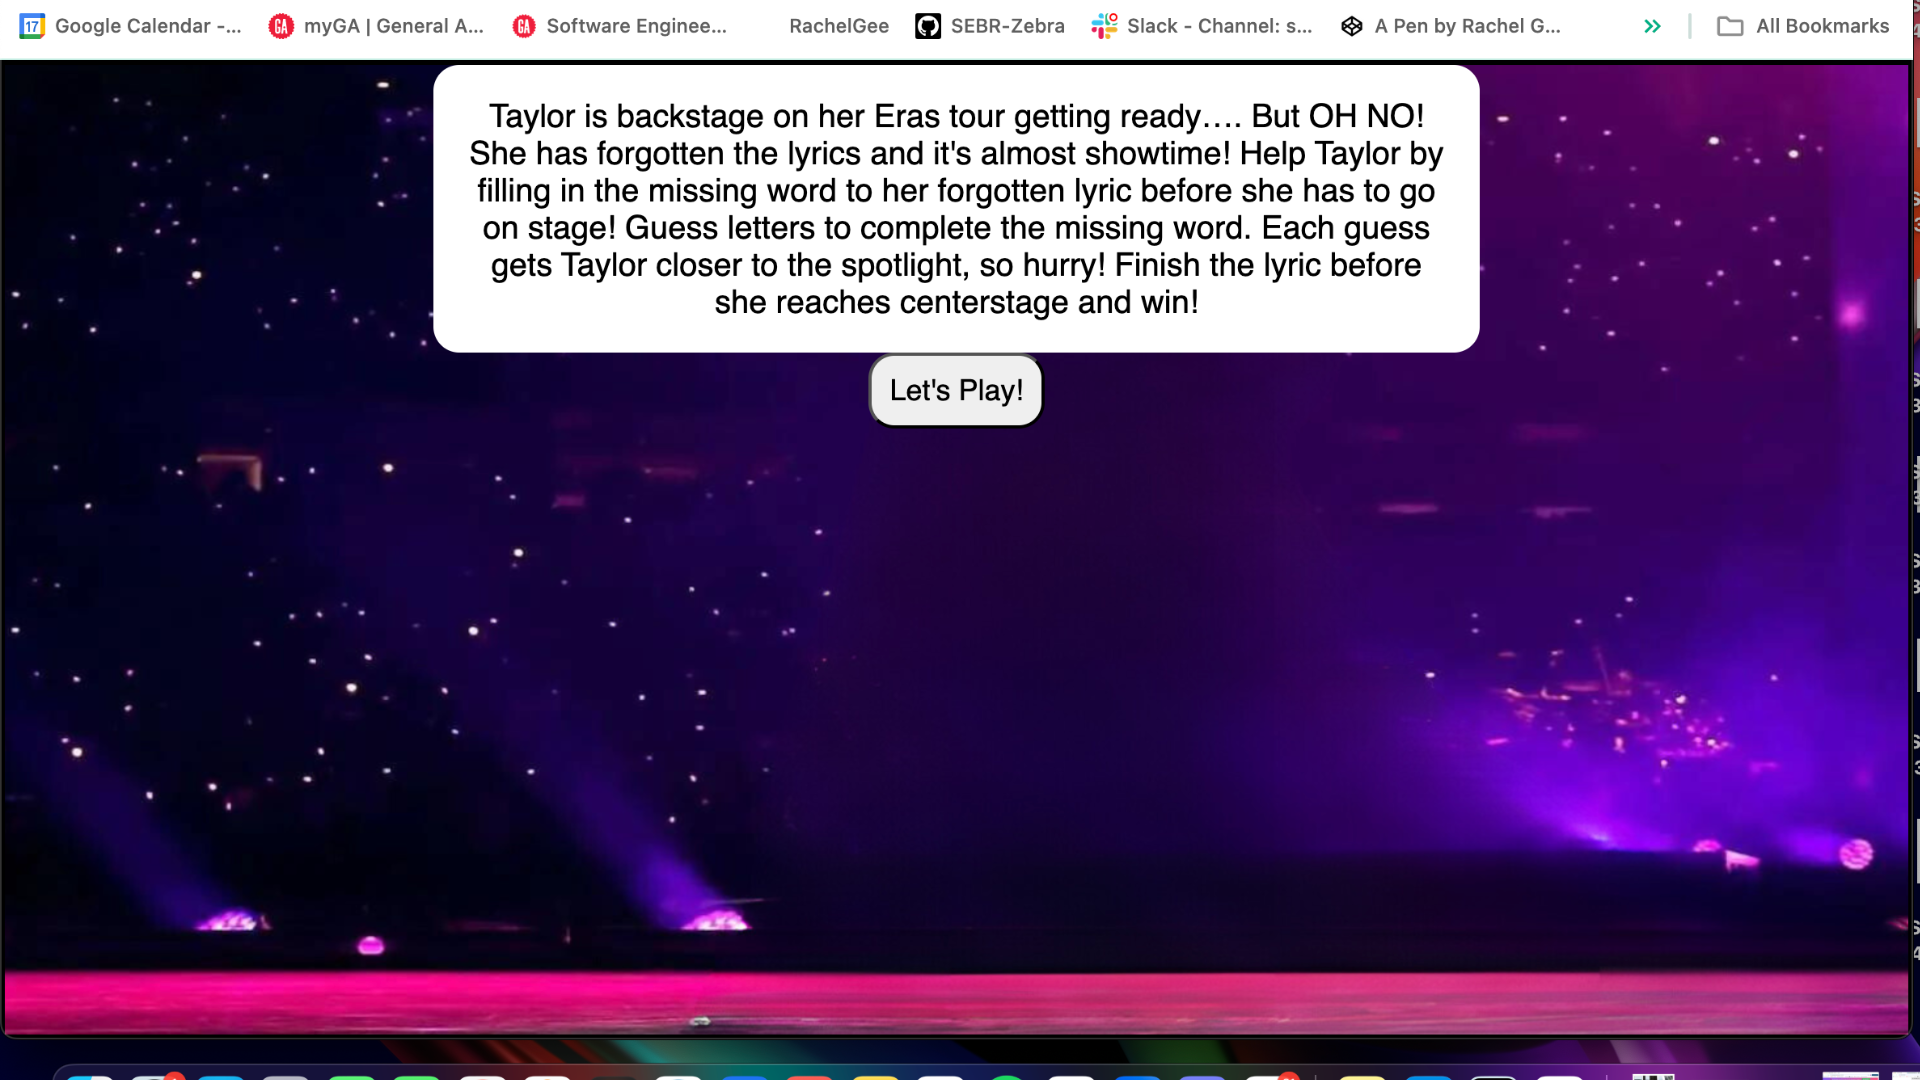 17 Google Calendar -... GA myGA | General A... GA Software Enginee... RachelGee SEBR-Zebra Slack - Channel: s... A Pen by Rachel G... All Bookmarks
Taylor is backstage on her Eras tour getting ready.... But OH NO!
She has forgotten the lyrics and it's almost showtime! Help Taylor by
filling in the missing word to her forgotten lyric before she has to go
on stage! Guess letters to complete the missing word. Each guess
gets Taylor closer to the spotlight, so hurry! Finish the lyric before
she reaches centerstage and win!
Let's Play!